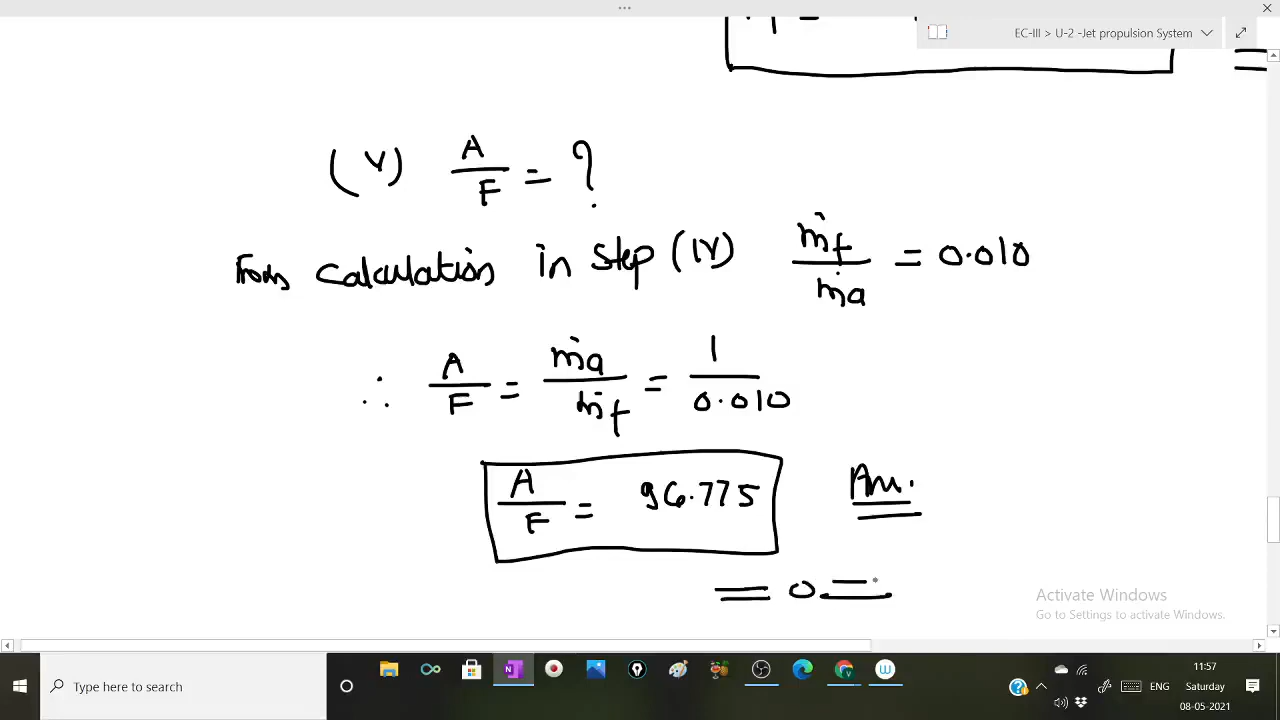 EC-III > U-2 -Jet propulsion System
(V) A/F = ?
From calculation in step (IV) ṁf/ṁa = 0.010
∴ A/F = ṁa/ṁf = 1/0.010
A/F = 96.775 Ans.
= 0.
Activate Windows
Go to Settings to activate Windows.
Type here to search
ENG
11:57
Saturday
08-05-2021